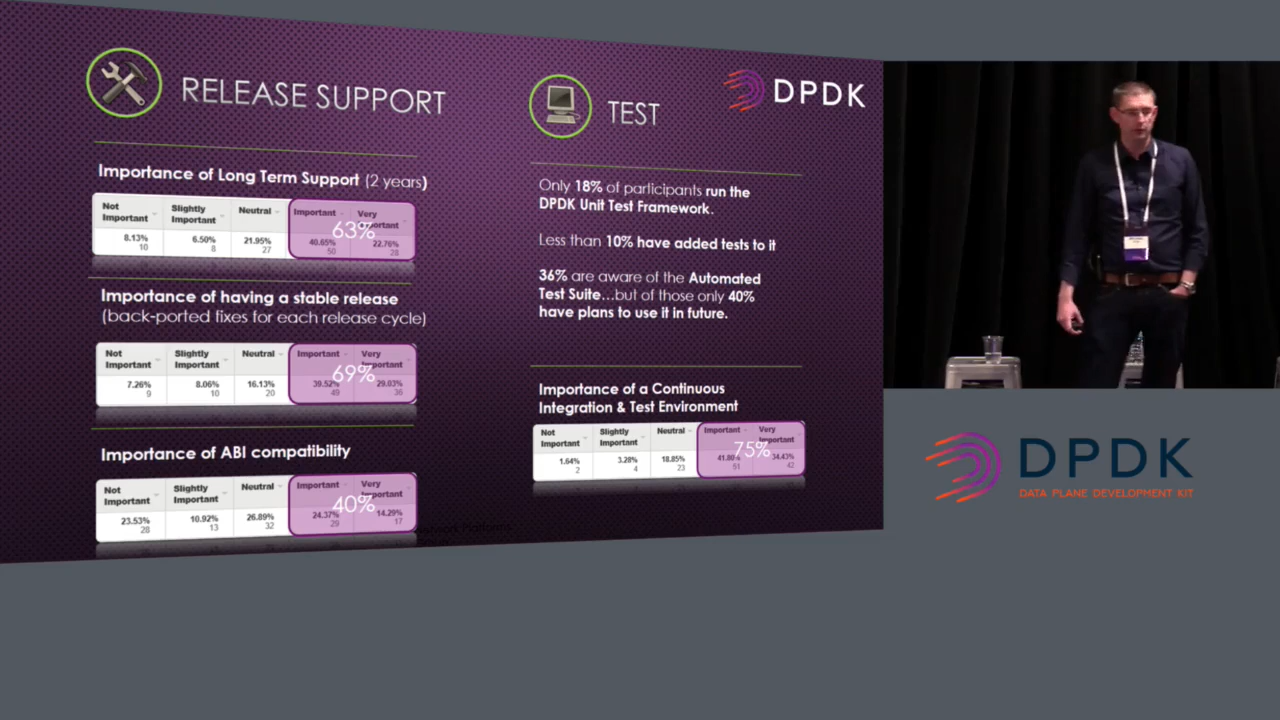 RELEASE SUPPORT
Importance of Long Term Support (2 years)
Not Important
Slightly Important
Neutral
Important
Very Important
8.13%
6.50%
21.95%
40.65%
22.76%
10
8
27
50
28
63%
Importance of having a stable release
(back-ported fixes for each release cycle)
Not Important
Slightly Important
Neutral
Important
Very Important
7.26%
8.06%
16.13%
39.52%
29.03%
9
10
20
49
36
69%
Importance of ABI compatibility
Not Important
Slightly Important
Neutral
Important
Very Important
23.53%
10.92%
26.89%
24.37%
14.29%
28
13
32
29
17
40%
TEST
DPDK
Only 18% of participants run the
DPDK Unit Test Framework.
Less than 10% have added tests to it
36% are aware of the Automated
Test Suite...but of those only 40%
have plans to use it in future.
Importance of a Continuous
Integration & Test Environment
Not Important
Slightly Important
Neutral
Important
Very Important
1.64%
3.28%
18.85%
41.80%
34.43%
2
4
23
51
42
75%
DPDK
DATA PLANE DEVELOPMENT KIT